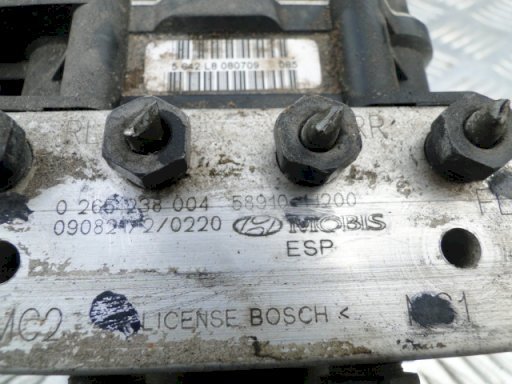 5 642 L8 080709 085
RL RR
0 265 238 004 58910-1H200
/0220 MOBIS
ESP
MC2 LICENSE BOSCH < MC1